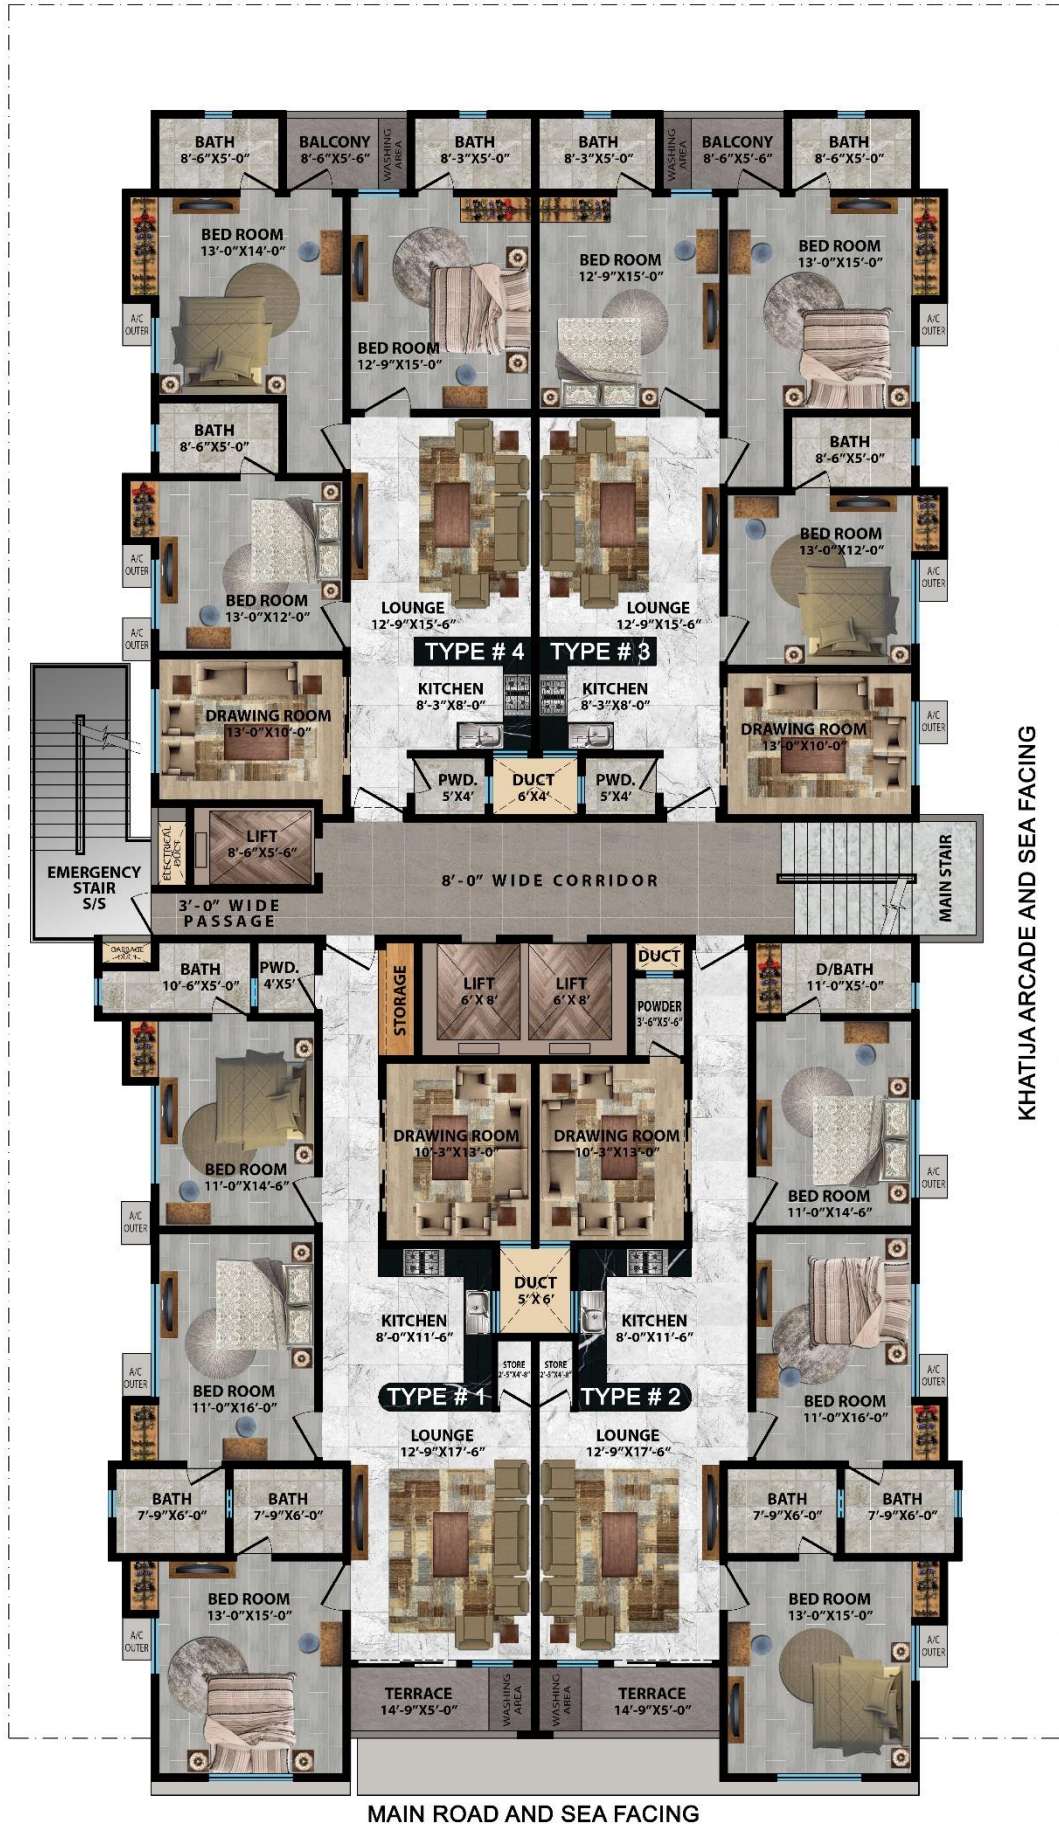 BATH
8'-6"X5'-0"
BALCONY
8'-6"X5'-6"
WASHING
AREA
BATH
8'-3"X5'-0"
BATH
8'-3"X5'-0"
WASHING
AREA
BALCONY
8'-6"X5'-6"
BATH
8'-6"X5'-0"
BED ROOM
13'-0"X14'-0"
BED ROOM
12'-9"X15'-0"
BED ROOM
12'-9"X15'-0"
BED ROOM
13'-0"X15'-0"
A/C
OUTER
A/C
OUTER
BATH
8'-6"X5'-0"
BATH
8'-6"X5'-0"
BED ROOM
13'-0"X12'-0"
BED ROOM
13'-0"X12'-0"
A/C
OUTER
A/C
OUTER
A/C
OUTER
LOUNGE
12'-9"X15'-6"
LOUNGE
12'-9"X15'-6"
TYPE # 4
TYPE # 3
KITCHEN
8'-3"X8'-0"
KITCHEN
8'-3"X8'-0"
DRAWING ROOM
13'-0"X10'-0"
DRAWING ROOM
13'-0"X10'-0"
A/C
OUTER
PWD.
5'X4'
DUCT
6'X4'
PWD.
5'X4'
ELECTRICAL
DUCT
LIFT
8'-6"X5'-6"
EMERGENCY
STAIR
S/S
8'-0" WIDE CORRIDOR
MAIN STAIR
3'-0" WIDE
PASSAGE
KHATIJA ARCADE AND SEA FACING
BATH
10'-6"X5'-0"
PWD.
4'X5'
STORAGE
LIFT
6'X 8'
LIFT
6'X 8'
DUCT
POWDER
3'-6"X5'-6"
D/BATH
11'-0"X5'-0"
DRAWING ROOM
10'-3"X13'-0"
DRAWING ROOM
10'-3"X13'-0"
BED ROOM
11'-0"X14'-6"
BED ROOM
11'-0"X14'-6"
A/C
OUTER
A/C
OUTER
DUCT
5'X 6'
KITCHEN
8'-0"X11'-6"
KITCHEN
8'-0"X11'-6"
STORE
2'-5"X4'-8"
STORE
2'-5"X4'-8"
A/C
OUTER
A/C
OUTER
BED ROOM
11'-0"X16'-0"
BED ROOM
11'-0"X16'-0"
TYPE # 1
TYPE # 2
LOUNGE
12'-9"X17'-6"
LOUNGE
12'-9"X17'-6"
BATH
7'-9"X6'-0"
BATH
7'-9"X6'-0"
BATH
7'-9"X6'-0"
BATH
7'-9"X6'-0"
BED ROOM
13'-0"X15'-0"
BED ROOM
13'-0"X15'-0"
A/C
OUTER
A/C
OUTER
TERRACE
14'-9"X5'-0"
WASHING
AREA
WASHING
AREA
TERRACE
14'-9"X5'-0"
MAIN ROAD AND SEA FACING